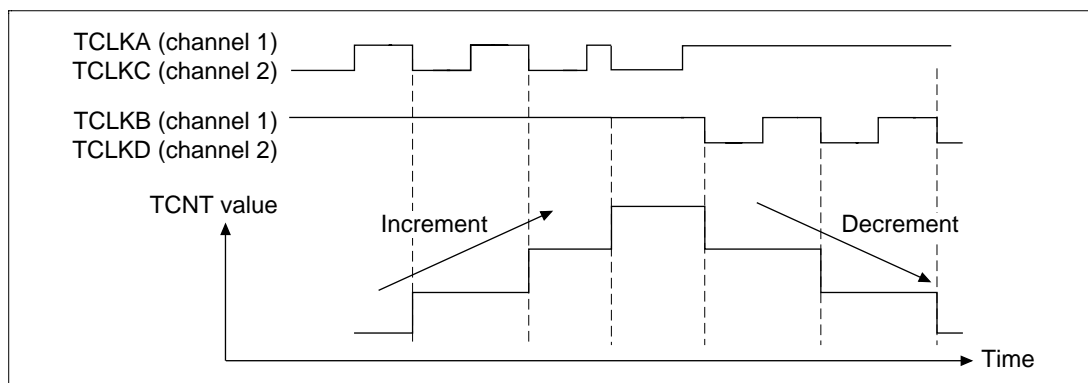 TCLKA (channel 1)
TCLKC (channel 2)
TCLKB (channel 1)
TCLKD (channel 2)
TCNT value
Increment
Decrement
Time